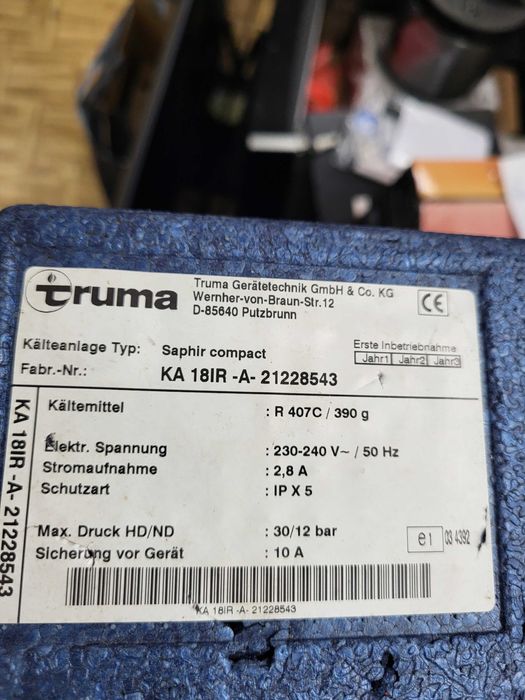 truma
Truma Gerätetechnik GmbH & Co. KG
Wernher-von-Braun-Str.12
D-85640 Putzbrunn
CE
Kälteanlage Typ: Saphir compact
Erste Inbetriebnahme
Jahr1 Jahr2 Jahr3
Fabr.-Nr.: KA 18IR -A- 21228543
KA 18IR -A- 21228543
Kältemittel : R 407C / 390 g
Elektr. Spannung : 230-240 V~ / 50 Hz
Stromaufnahme : 2,8 A
Schutzart : IP X 5
Max. Druck HD/ND : 30/12 bar
e1 03 4392
Sicherung vor Gerät : 10 A
KA 18IR -A- 21228543